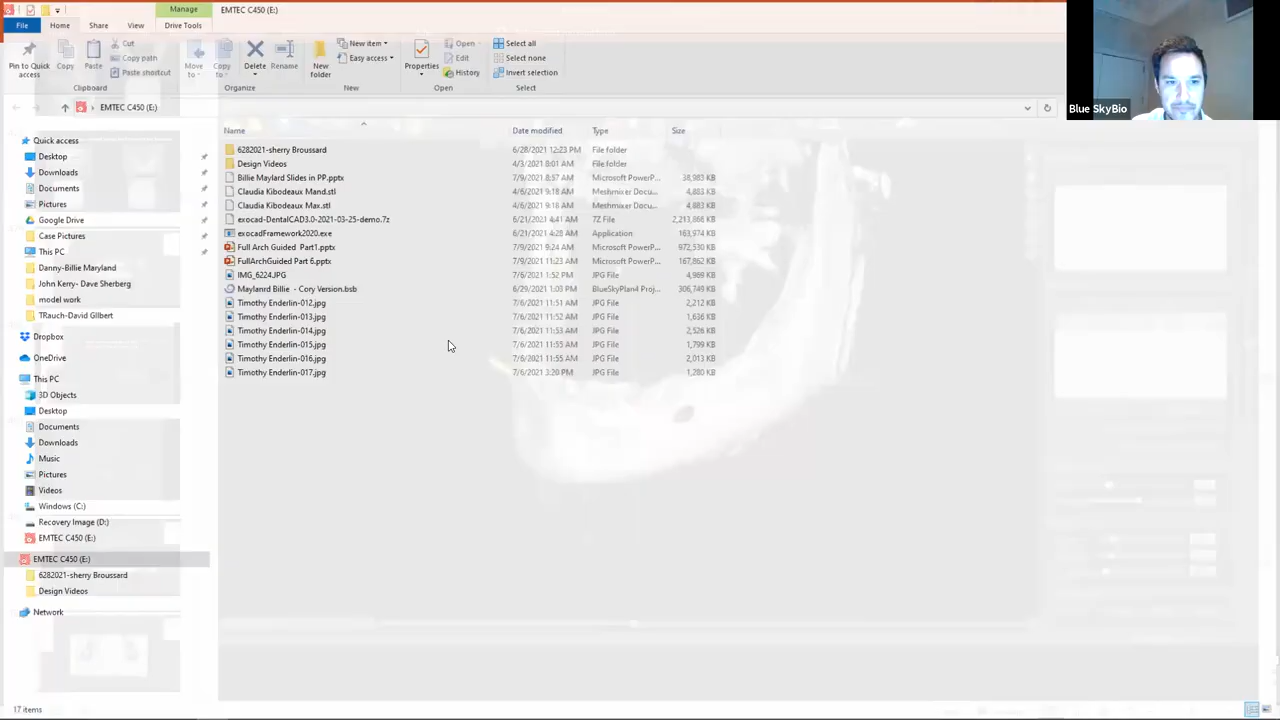 Manage
EMTEC C450 (E:)
File
Home
Share
View
Drive Tools
Pin to Quick
access
Copy
Paste
Cut
Copy path
Paste shortcut
Clipboard
Move
to
Copy
to
Delete
Rename
Organize
New
folder
New item
Easy access
New
Properties
Open
Edit
History
Open
Select all
Select none
Invert selection
Select
EMTEC C450 (E:)
Blue SkyBio
Quick access
Desktop
Downloads
Documents
Pictures
Google Drive
Case Pictures
This PC
Danny-Billie Maryland
John Kerry- Dave Sherberg
model work
TRauch-David Gilbert
Dropbox
OneDrive
This PC
3D Objects
Desktop
Documents
Downloads
Music
Pictures
Videos
Windows (C:)
Recovery Image (D:)
EMTEC C450 (E:)
EMTEC C450 (E:)
6282021-sherry Broussard
Design Videos
Network
Name Date modified Type Size
6282021-sherry Broussard 6/28/2021 12:23 PM File folder
Design Videos 4/3/2021 8:01 AM File folder
Billie Maylard Slides in PP.pptx 7/9/2021 8:57 AM Microsoft PowerP... 38,983 KB
Claudia Kibodeaux Mand.stl 4/6/2021 9:18 AM Meshmixer Docu... 4,883 KB
Claudia Kibodeaux Max.stl 4/6/2021 9:18 AM Meshmixer Docu... 4,883 KB
exocad-DentalCAD3.0-2021-03-25-demo.7z 6/21/2021 4:41 AM 7Z File 2,213,866 KB
exocadFramework2020.exe 6/21/2021 4:28 AM Application 163,974 KB
Full Arch Guided Part1.pptx 7/9/2021 9:24 AM Microsoft PowerP... 972,530 KB
FullArchGuided Part 6.pptx 7/9/2021 11:23 AM Microsoft PowerP... 167,862 KB
IMG_6224.JPG 7/6/2021 1:52 PM JPG File 4,989 KB
Maylanrd Billie - Cory Version.bsb 6/29/2021 1:03 PM BlueSkyPlan4 Proj... 306,749 KB
Timothy Enderlin-012.jpg 7/6/2021 11:51 AM JPG File 2,212 KB
Timothy Enderlin-013.jpg 7/6/2021 11:52 AM JPG File 1,636 KB
Timothy Enderlin-014.jpg 7/6/2021 11:53 AM JPG File 2,526 KB
Timothy Enderlin-015.jpg 7/6/2021 11:55 AM JPG File 1,799 KB
Timothy Enderlin-016.jpg 7/6/2021 11:55 AM JPG File 2,013 KB
Timothy Enderlin-017.jpg 7/6/2021 3:20 PM JPG File 1,280 KB
17 items